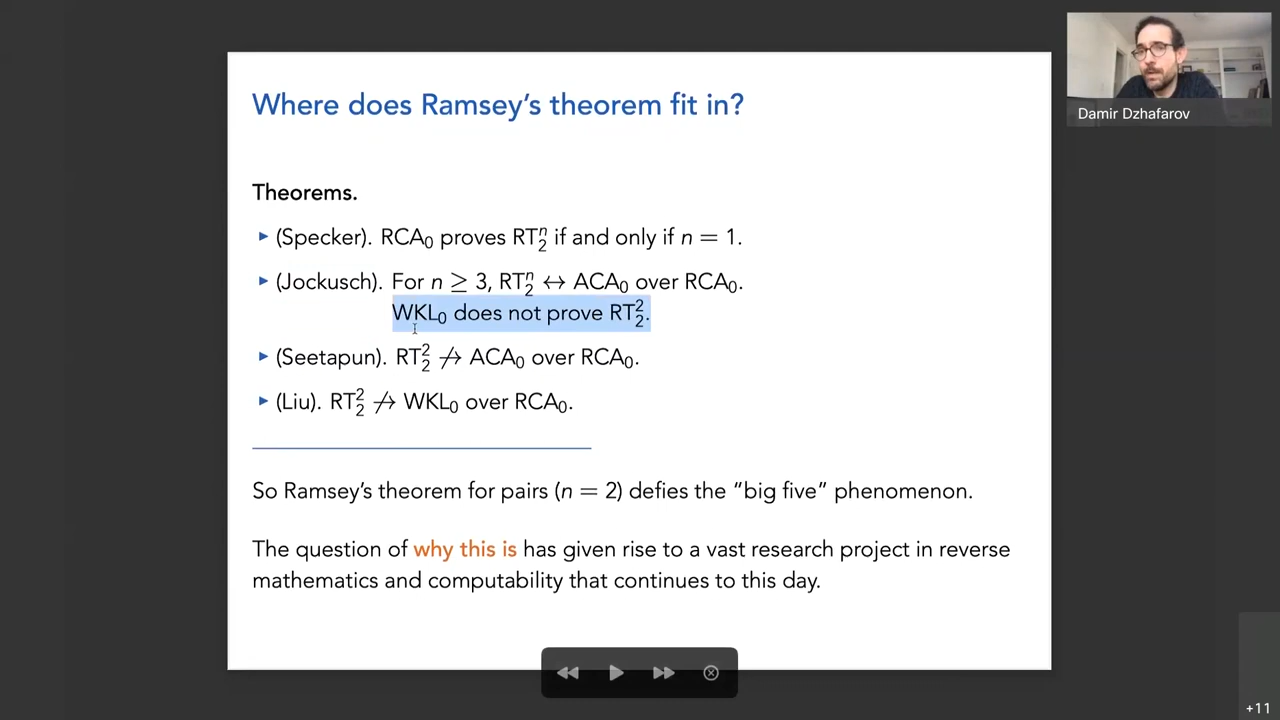 Where does Ramsey's theorem fit in?
Damir Dzhafarov
Theorems.
▸ (Specker). RCA₀ proves RT₂ⁿ if and only if n = 1.
▸ (Jockusch). For n ≥ 3, RT₂ⁿ ↔ ACA₀ over RCA₀.
WKL₀ does not prove RT₂².
▸ (Seetapun). RT₂² ↛ ACA₀ over RCA₀.
▸ (Liu). RT₂² ↛ WKL₀ over RCA₀.
So Ramsey's theorem for pairs (n = 2) defies the “big five” phenomenon.
The question of why this is has given rise to a vast research project in reverse
mathematics and computability that continues to this day.
+11